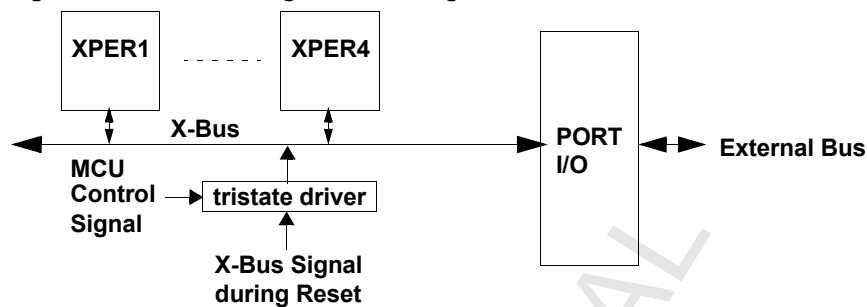 XPER1
XPER4
X-Bus
PORT
I/O
External Bus
MCU
Control
Signal
tristate driver
X-Bus Signal
during Reset